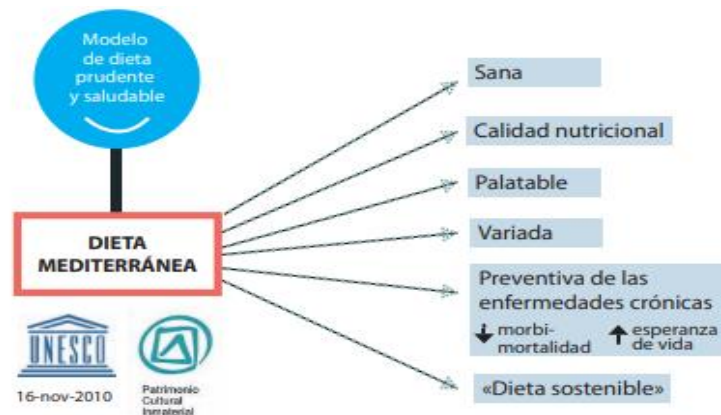 Modelo
de dieta
prudente
y saludable
DIETA
MEDITERRÁNEA
UNESCO
16-nov-2010
Patrimonio
Cultural
Inmaterial
Sana
Calidad nutricional
Palatable
Variada
Preventiva de las
enfermedades crónicas
morbi-
mortalidad
esperanza
de vida
«Dieta sostenible»